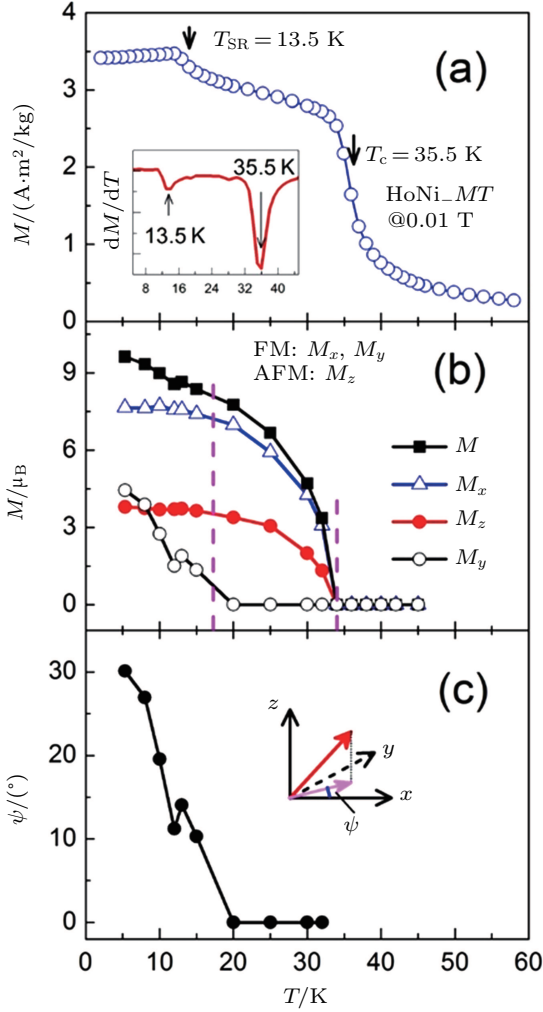 (a)
T_SR = 13.5 K
T_c = 35.5 K
HoNi_MT
@0.01 T
M/(A·m²/kg)
4
3
2
1
0
dM/dT
35.5 K
13.5 K
8 16 24 32 40
(b)
FM: M_x, M_y
AFM: M_z
M/μ_B
9
6
3
0
M
M_x
M_z
M_y
(c)
ψ/(°)
30
20
10
0
z
y
x
ψ
0 10 20 30 40 50 60
T/K